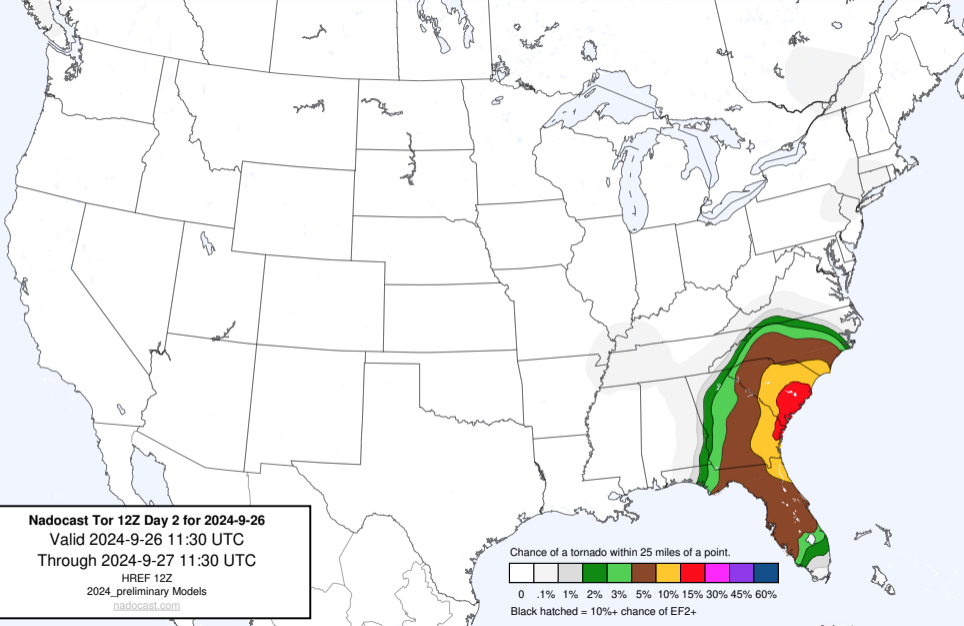 Nadocast Tor 12Z Day 2 for 2024-9-26
Valid 2024-9-26 11:30 UTC
Through 2024-9-27 11:30 UTC
HREF 12Z
2024_preliminary Models
nadocast.com
Chance of a tornado within 25 miles of a point.
0 .1% 1% 2% 3% 5% 10% 15% 30% 45% 60%
Black hatched = 10%+ chance of EF2+